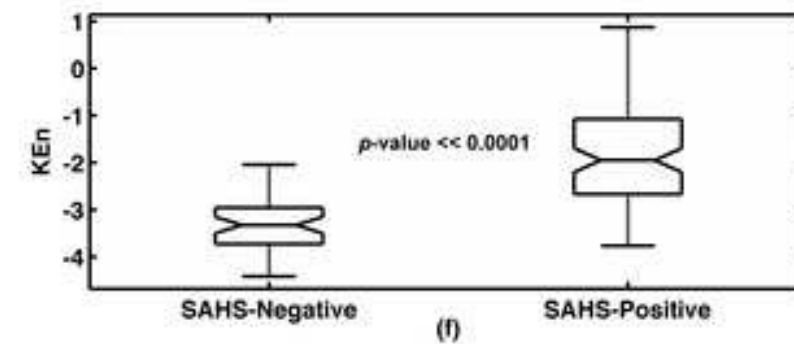 1
0
-1
-2
-3
-4
KEn
p-value << 0.0001
SAHS-Negative SAHS-Positive
(f)